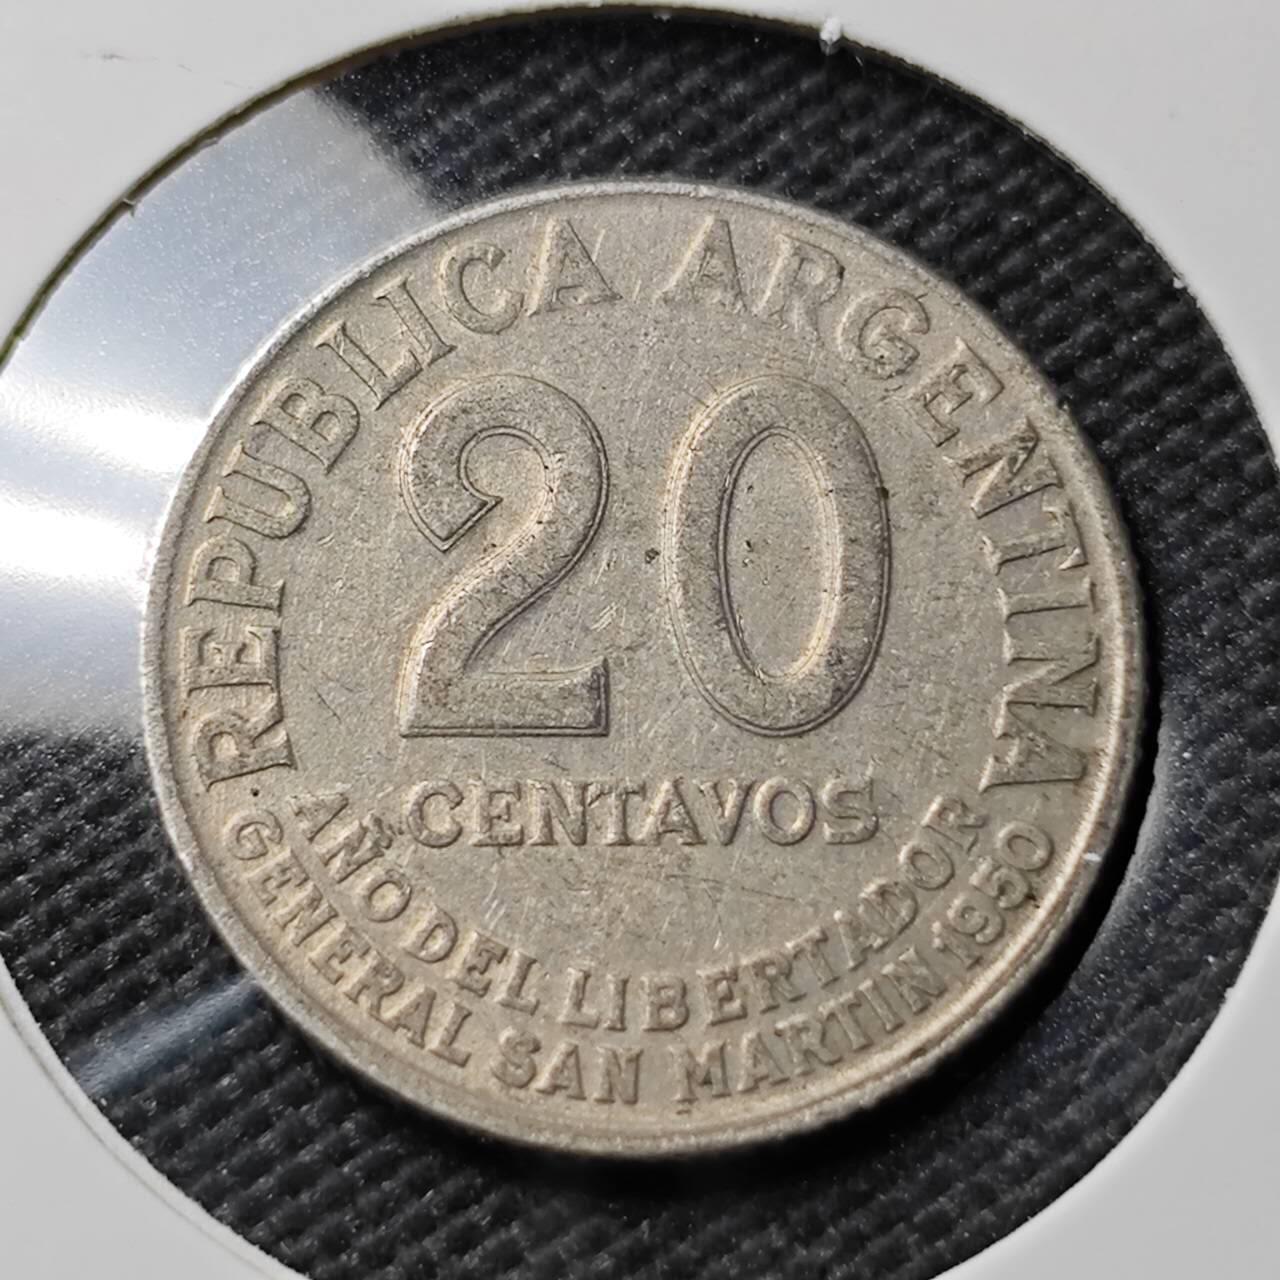 REPUBLICA ARGENTINA
20
CENTAVOS
AÑO DEL LIBERTADOR
GENERAL SAN MARTIN 1950